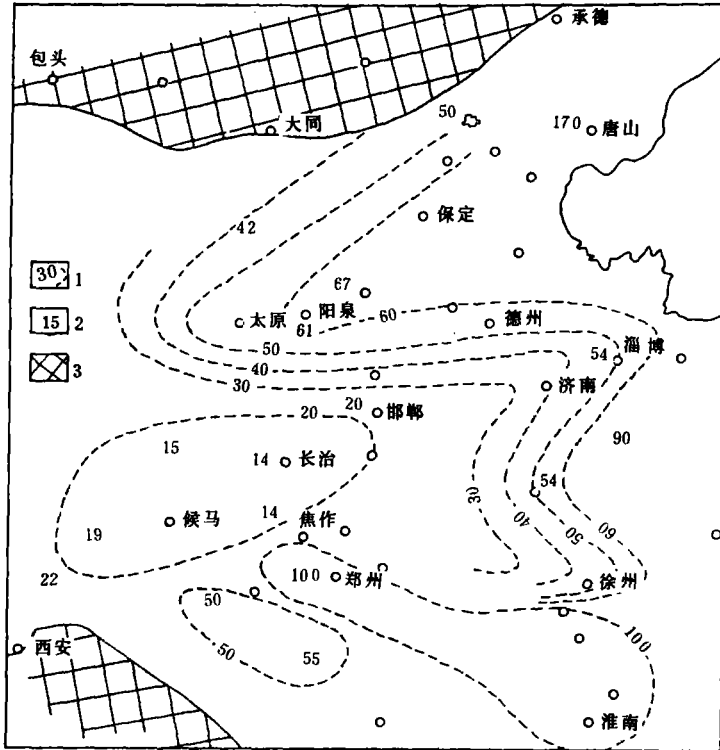 承德
包头
50
170 唐山
大同
保定
42
30 1
67
15 2
太原
阳泉
60
61
德州
3
50
淄博
54
40
30
济南
20
20
邯郸
15
90
14 长治
54
30
14
候马
焦作
40
50
60
19
22
100 郑州
徐州
50
100
西安
50
55
淮南